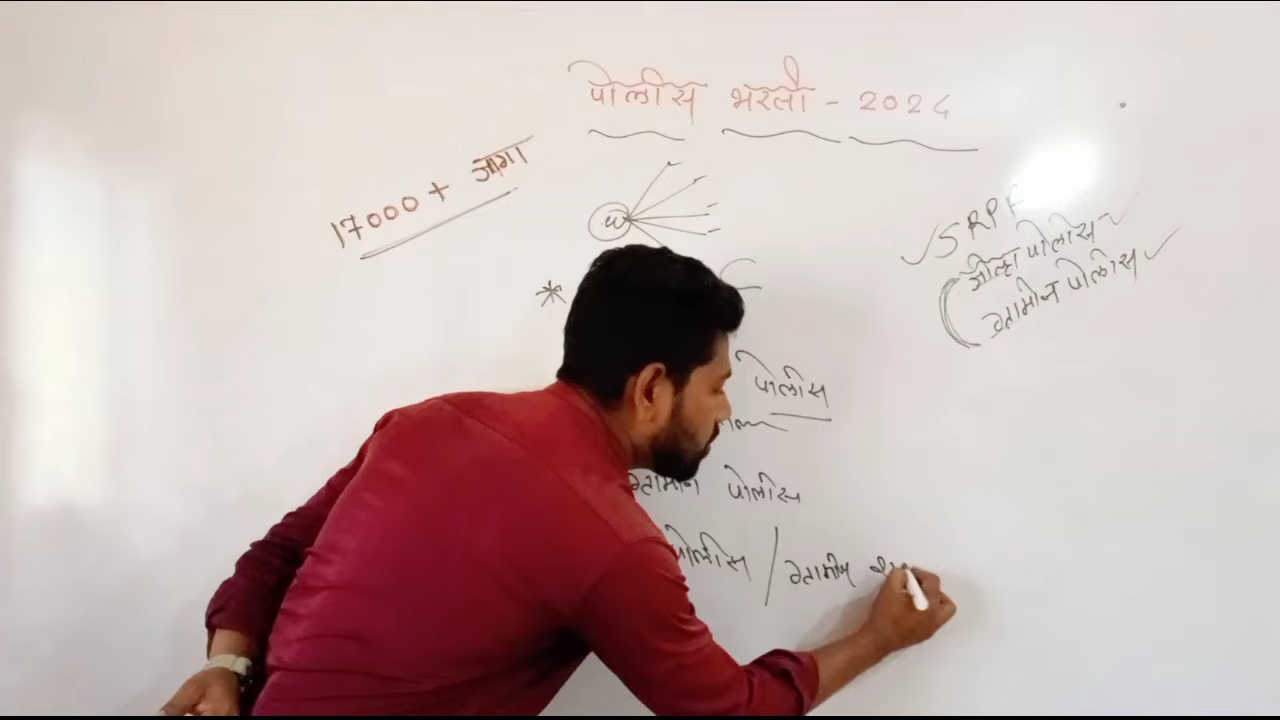 पोलीस भरती - 2024
17000 + जागा
SRPF
जिल्हा पोलीस
ग्रामीण पोलीस
पोलीस
ग्रामीण पोलीस
पोलीस / ग्रामीण